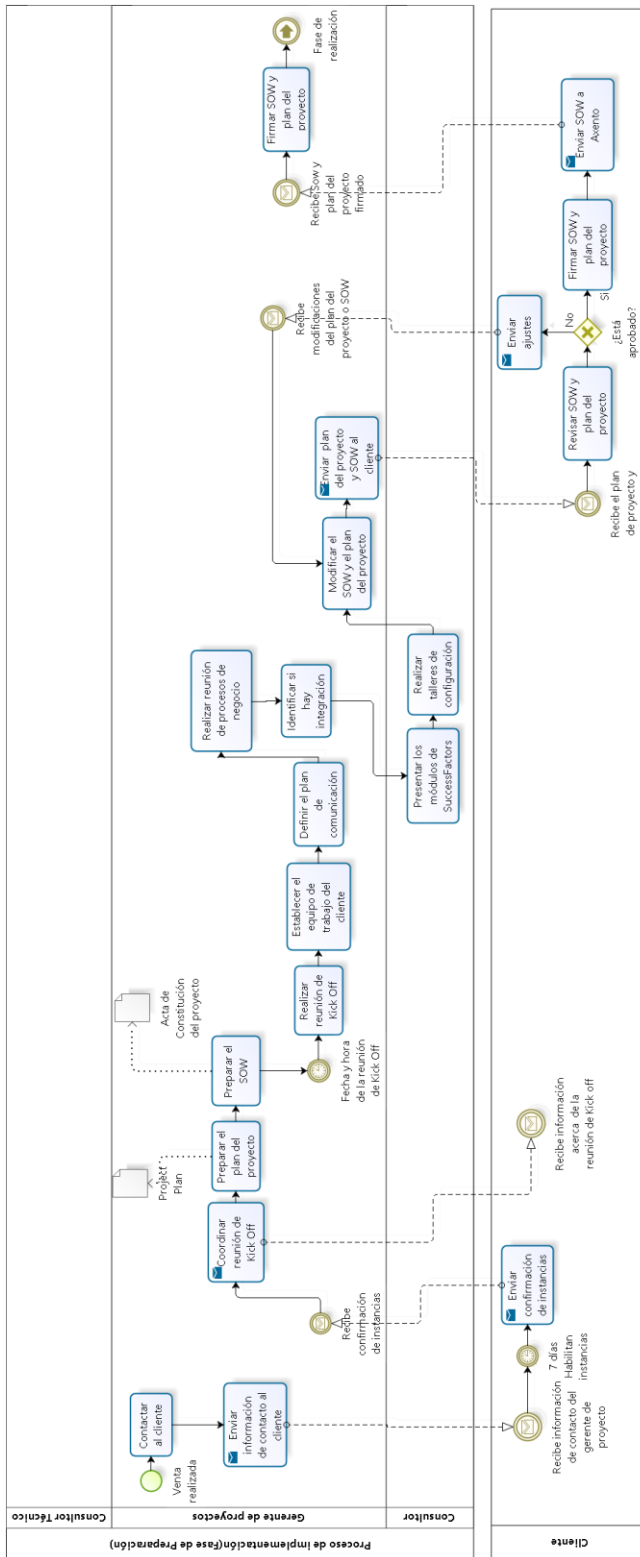 Proceso de implementación(Fase de Preparación)
Consultor Técnico
Gerente de proyectos
Venta
realizada
Contactar
al cliente
Enviar
información
de contacto al
cliente
Recibe
confirmación
de instancias
Coordinar
reunión de
Kick Off
Preparar el
plan del
proyecto
Project
Plan
Preparar el
SOW
Acta de
Constitución
del proyecto
Fecha y hora
de la reunión
de Kick Off
Realizar
reunión de
Kick Off
Establecer el
equipo de
trabajo del
cliente
Definir el plan
de
comunicación
Realizar reunión
de procesos de
negocio
Identificar si
hay
integración
Modificar el
SOW y el plan
del proyecto
Enviar plan
del proyecto
y SOW al
cliente
Recibe
modificaciones
del plan del
proyecto o SOW
Recibe Sow y
plan del
proyecto
firmado
Firmar SOW y
plan del
proyecto
Fase de
realización
Consultor
Presentar los
módulos de
SuccessFactors
Realizar
talleres de
configuración
Cliente
Recibe información
de contacto del
gerente de
proyecto
7 días
Habilitan
instancias
Enviar
confirmación
de instancias
Recibe información
acerca de la
reunión de Kick off
Recibe el plan
de proyecto y
Revisar SOW y
plan del
proyecto
¿Está
aprobado?
No
Si
Enviar
ajustes
Firmar SOW y
plan del
proyecto
Enviar SOW a
Axento